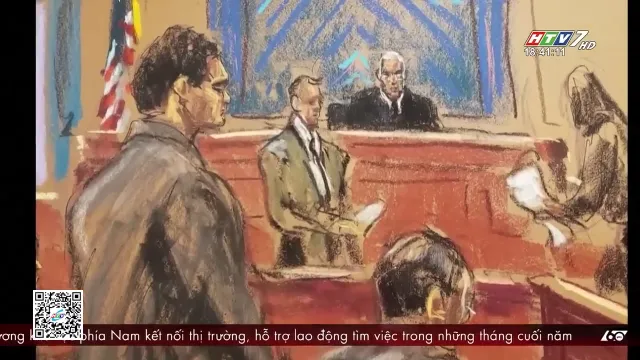 HTV7 HD
18:41:11
phía Nam kết nối thị trường, hỗ trợ lao động tìm việc trong những tháng cuối năm